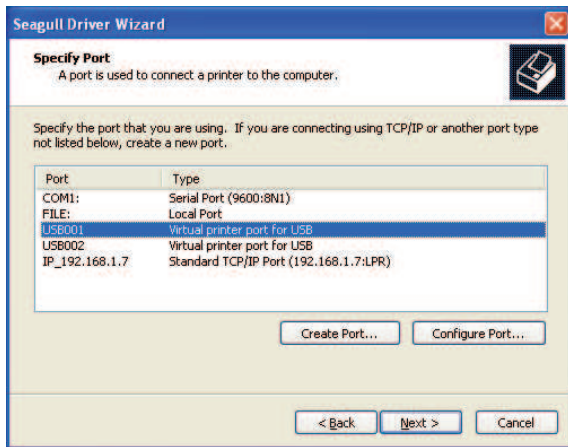 Seagull Driver Wizard
Specify Port
A port is used to connect a printer to the computer.
Specify the port that you are using. If you are connecting using TCP/IP or another port type
not listed below, create a new port.
Port Type
COM1: Serial Port (9600:8N1)
FILE: Local Port
USB001 Virtual printer port for USB
USB002 Virtual printer port for USB
IP_192.168.1.7 Standard TCP/IP Port (192.168.1.7:LPR)
Create Port... Configure Port...
< Back Next > Cancel